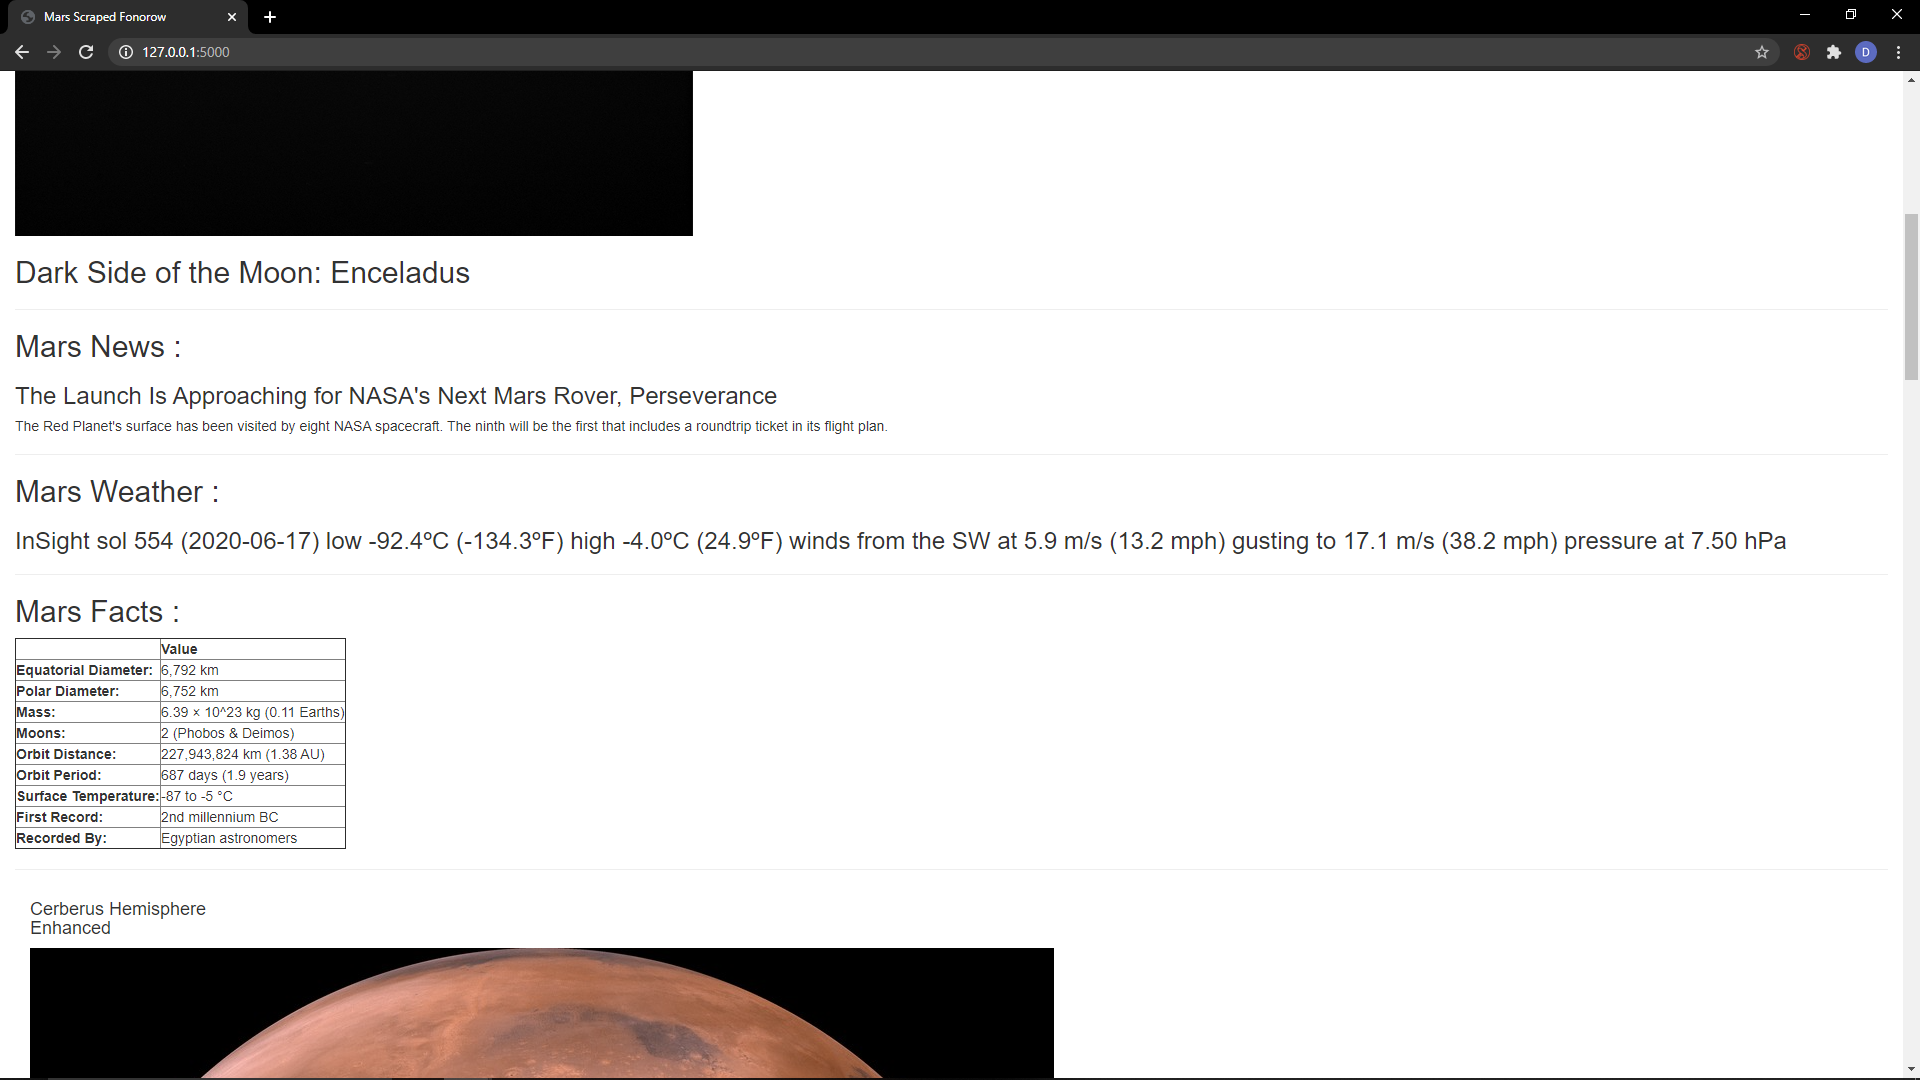 Mars Scraped Fonorow
127.0.0.1:5000
D
Dark Side of the Moon: Enceladus
Mars News :
The Launch Is Approaching for NASA's Next Mars Rover, Perseverance
The Red Planet's surface has been visited by eight NASA spacecraft. The ninth will be the first that includes a roundtrip ticket in its flight plan.
Mars Weather :
InSight sol 554 (2020-06-17) low -92.4ºC (-134.3ºF) high -4.0ºC (24.9ºF) winds from the SW at 5.9 m/s (13.2 mph) gusting to 17.1 m/s (38.2 mph) pressure at 7.50 hPa
Mars Facts :
Value
Equatorial Diameter: 6,792 km
Polar Diameter: 6,752 km
Mass: 6.39 × 10^23 kg (0.11 Earths)
Moons: 2 (Phobos & Deimos)
Orbit Distance: 227,943,824 km (1.38 AU)
Orbit Period: 687 days (1.9 years)
Surface Temperature: -87 to -5 °C
First Record: 2nd millennium BC
Recorded By: Egyptian astronomers
Cerberus Hemisphere
Enhanced